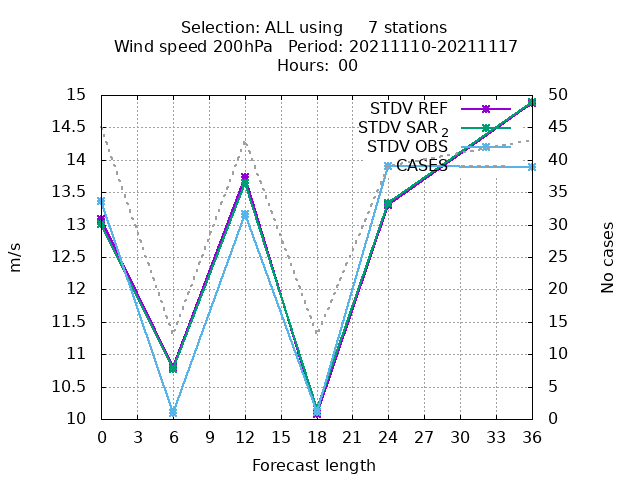 Selection: ALL using     7 stations
Wind speed 200hPa   Period: 20211110-20211117
Hours:  00
STDV REF
STDV SAR 2
STDV OBS
CASES
15
14.5
14
13.5
13
12.5
12
11.5
11
10.5
10
50
45
40
35
30
25
20
15
10
5
0
m/s
No cases
0 3 6 9 12 15 18 21 24 27 30 33 36
Forecast length